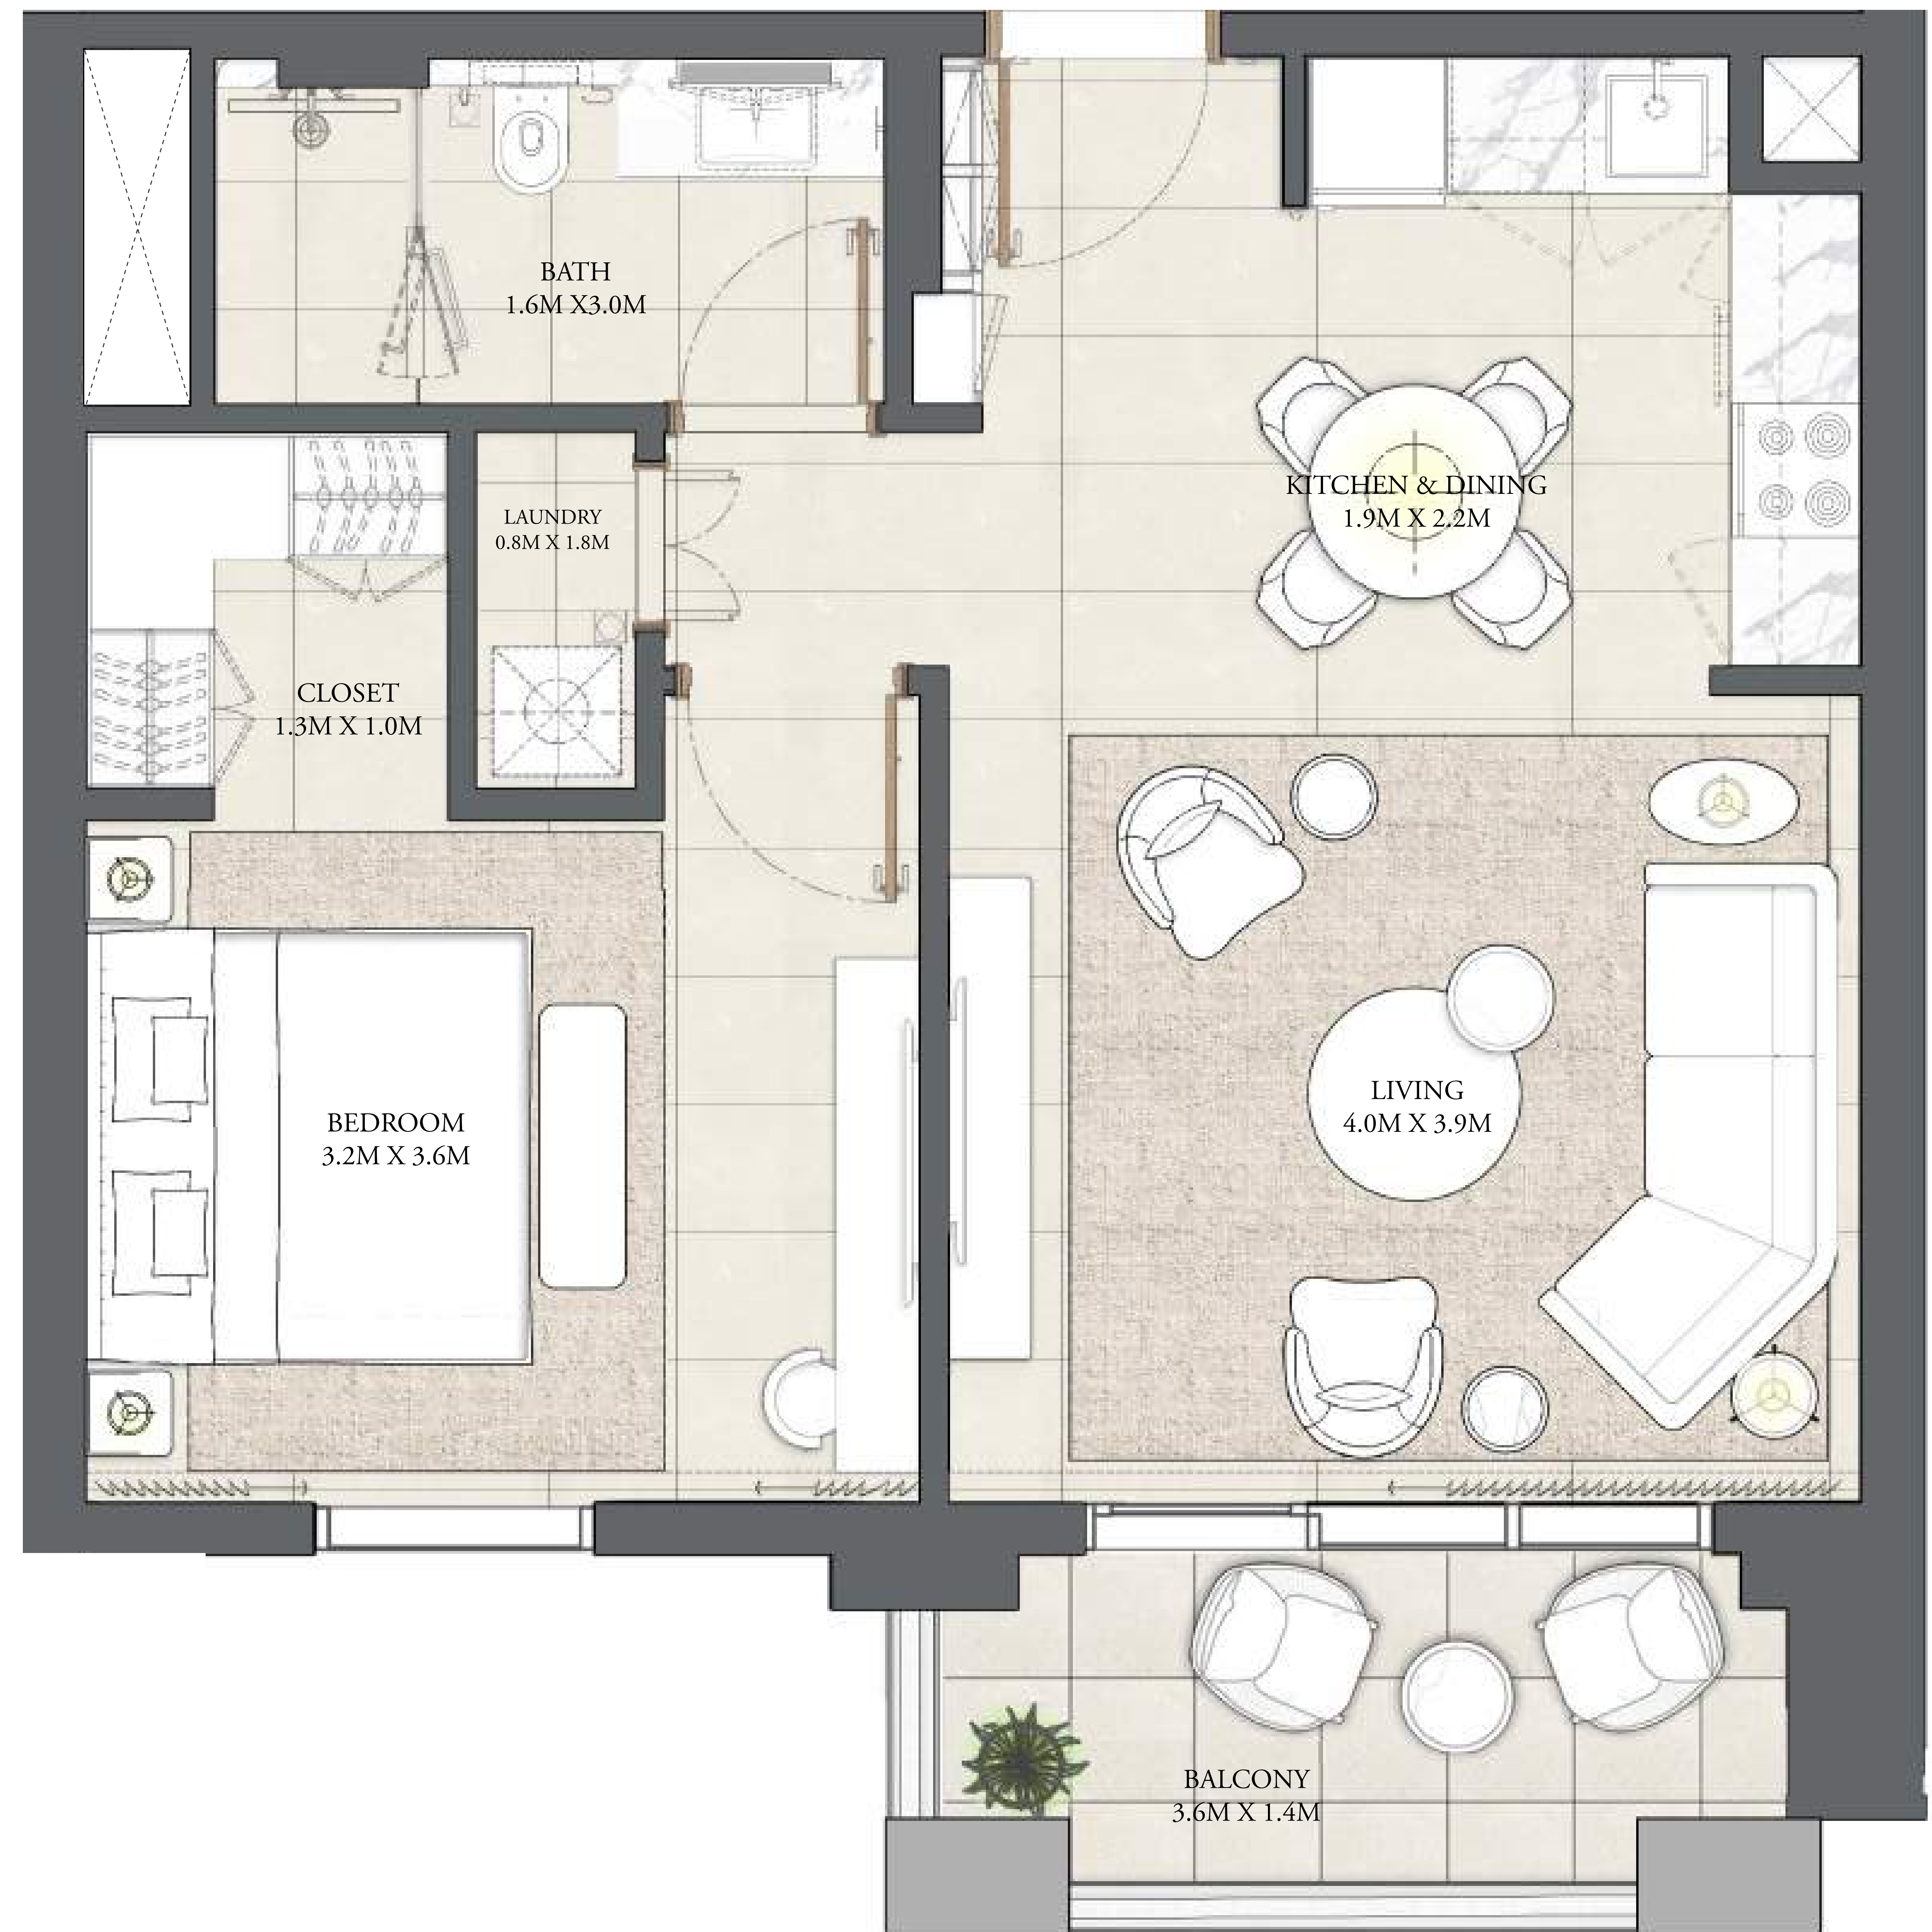 BATH
1.6M X3.0M
KITCHEN & DINING
1.9M X 2.2M
LAUNDRY
0.8M X 1.8M
CLOSET
1.3M X 1.0M
BEDROOM
3.2M X 3.6M
LIVING
4.0M X 3.9M
BALCONY
3.6M X 1.4M